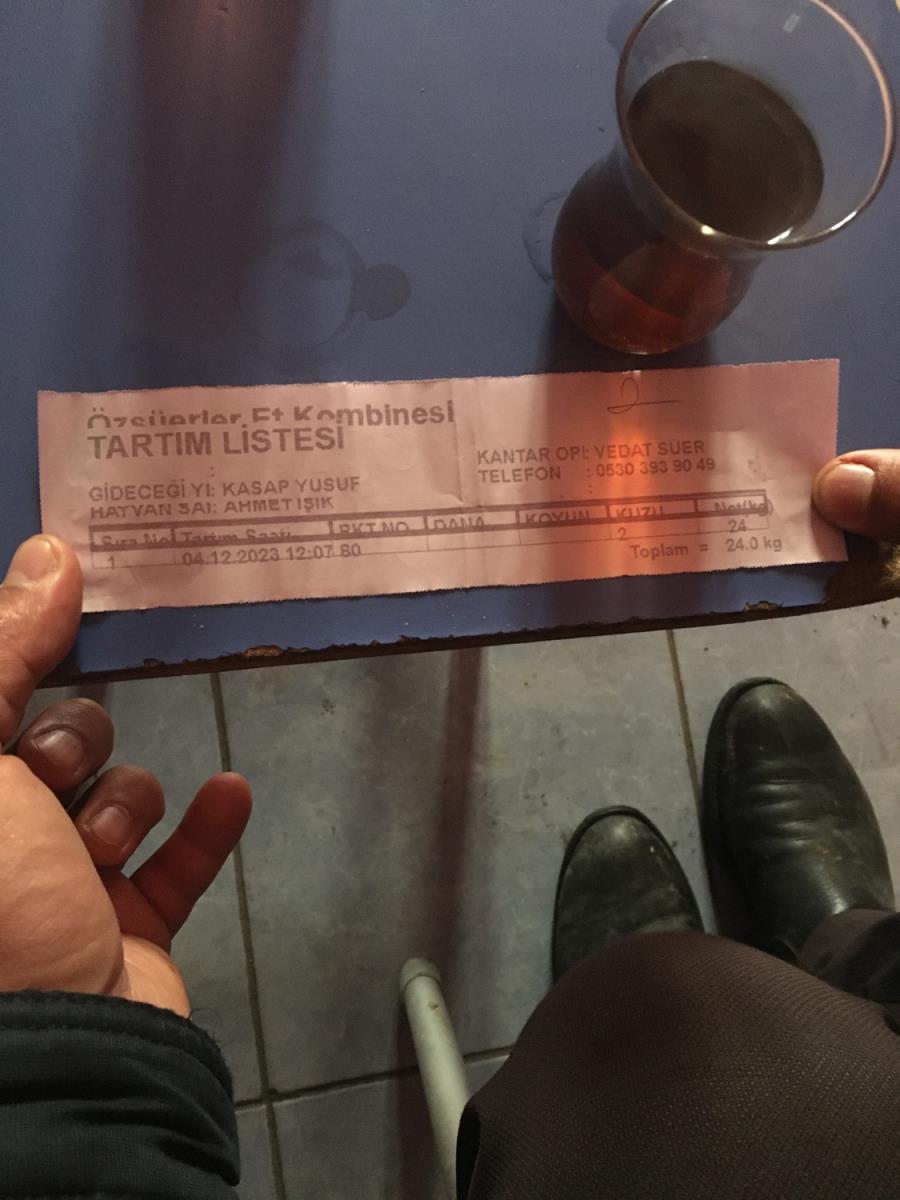 Özsüerler Et Kombinesi
TARTIM LİSTESİ
:
GİDECEĞİ YI: KASAP YUSUF
HAYVAN SAI: AHMET IŞIK
KANTAR OPI: VEDAT SUER
TELEFON : 0530 393 90 49
:
Sıra No Tartım Saati PKT NO DANA KOYUN KUZU Net(kg)
1 04.12.2023 12:07 80 2 24
Toplam = 24.0 kg